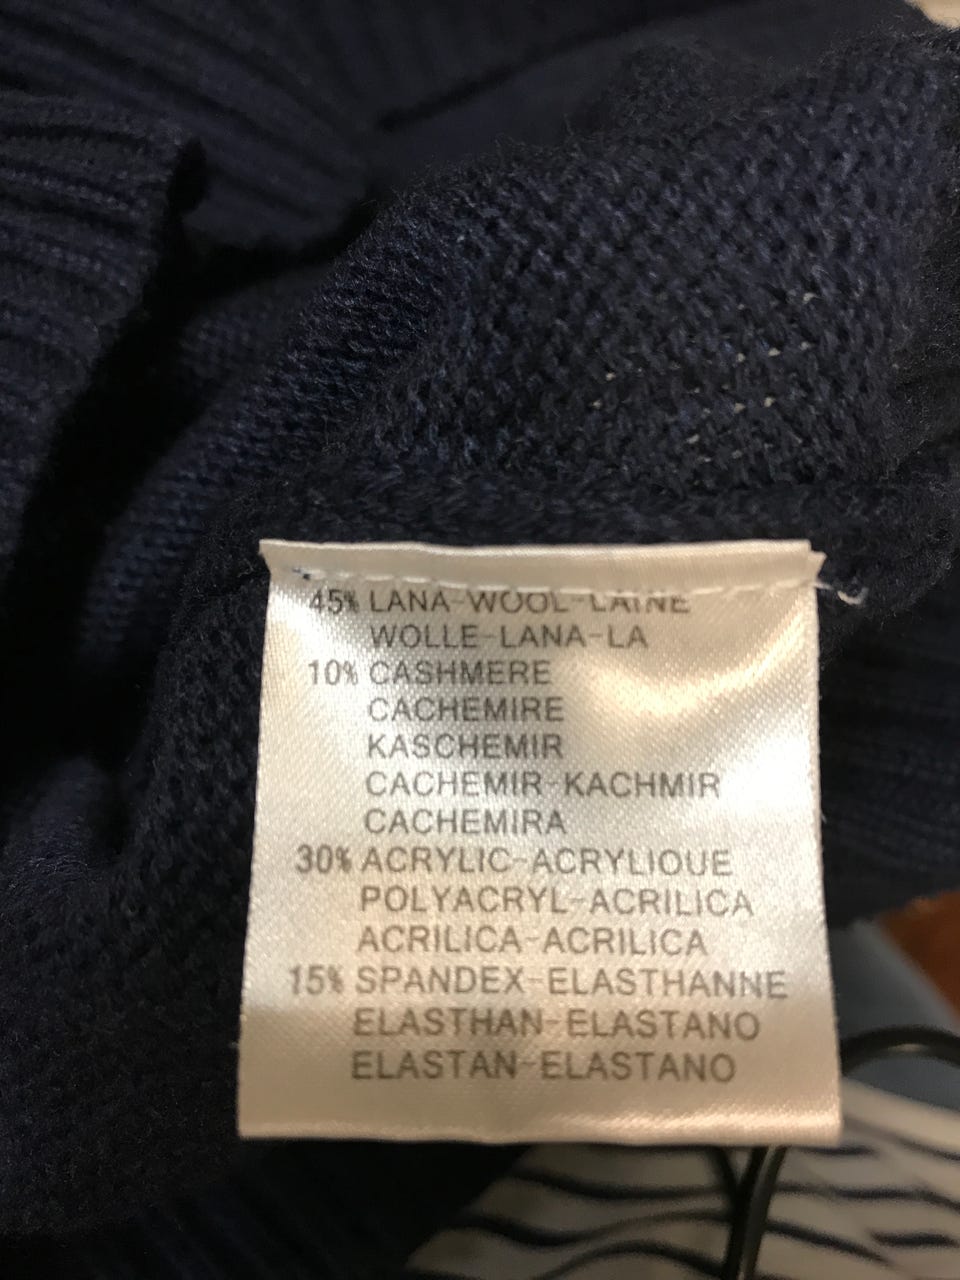 45% LANA-WOOL-LAINE
WOLLE-LANA-LA
10% CASHMERE
CACHEMIRE
KASCHEMIR
CACHEMIR-KACHMIR
CACHEMIRA
30% ACRYLIC-ACRYLIOUE
POLYACRYL-ACRILICA
ACRILICA-ACRILICA
15% SPANDEX-ELASTHANNE
ELASTHAN-ELASTANO
ELASTAN-ELASTANO